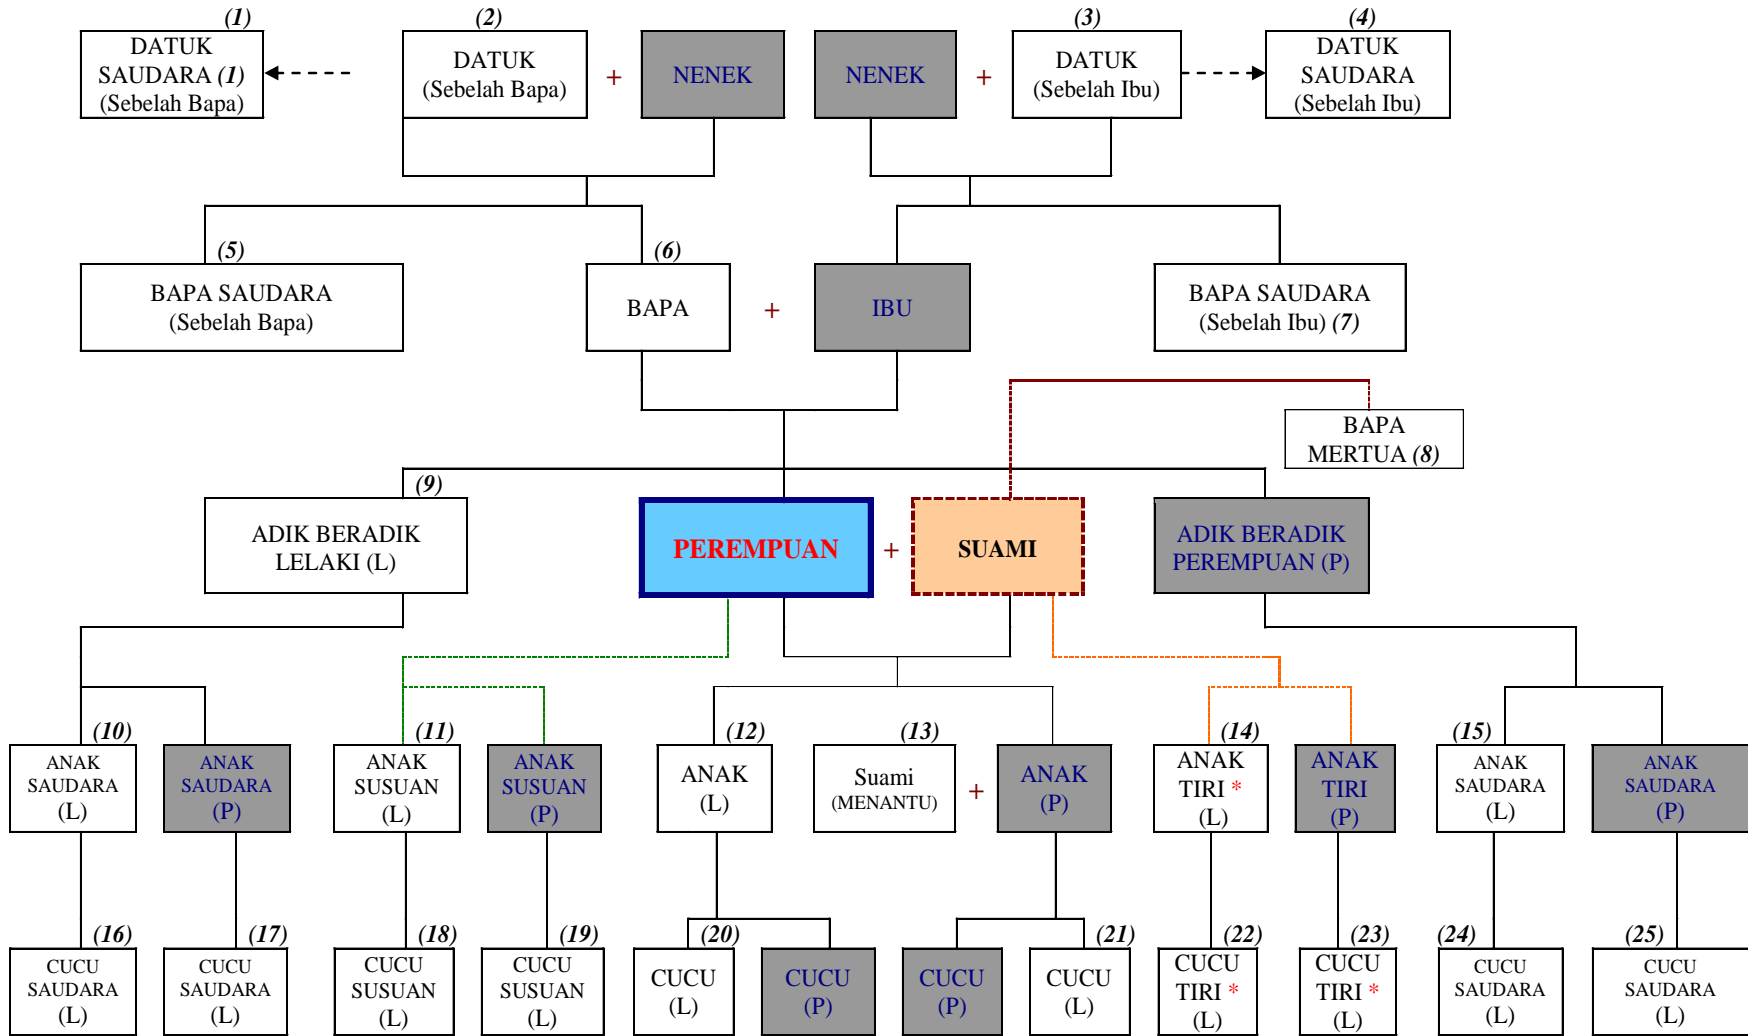 (1)
(2)
(3)
(4)
DATUK
SAUDARA (1)
(Sebelah Bapa)
DATUK
(Sebelah Bapa)
+
NENEK
NENEK
+
DATUK
(Sebelah Ibu)
DATUK
SAUDARA
(Sebelah Ibu)
(5)
(6)
BAPA SAUDARA
(Sebelah Bapa)
BAPA
+
IBU
BAPA SAUDARA
(Sebelah Ibu) (7)
BAPA
MERTUA (8)
(9)
ADIK BERADIK
LELAKI (L)
PEREMPUAN
+
SUAMI
ADIK BERADIK
PEREMPUAN (P)
(10)
(11)
(12)
(13)
(14)
(15)
ANAK
SAUDARA
(L)
ANAK
SAUDARA
(P)
ANAK
SUSUAN
(L)
ANAK
SUSUAN
(P)
ANAK
(L)
Suami
(MENANTU)
+
ANAK
(P)
ANAK
TIRI *
(L)
ANAK
TIRI
(P)
ANAK
SAUDARA
(L)
ANAK
SAUDARA
(P)
(16)
(17)
(18)
(19)
(20)
(21)
(22)
(23)
(24)
(25)
CUCU
SAUDARA
(L)
CUCU
SAUDARA
(L)
CUCU
SUSUAN
(L)
CUCU
SUSUAN
(L)
CUCU
(L)
CUCU
(P)
CUCU
(P)
CUCU
(L)
CUCU
TIRI *
(L)
CUCU
TIRI *
(L)
CUCU
SAUDARA
(L)
CUCU
SAUDARA
(L)